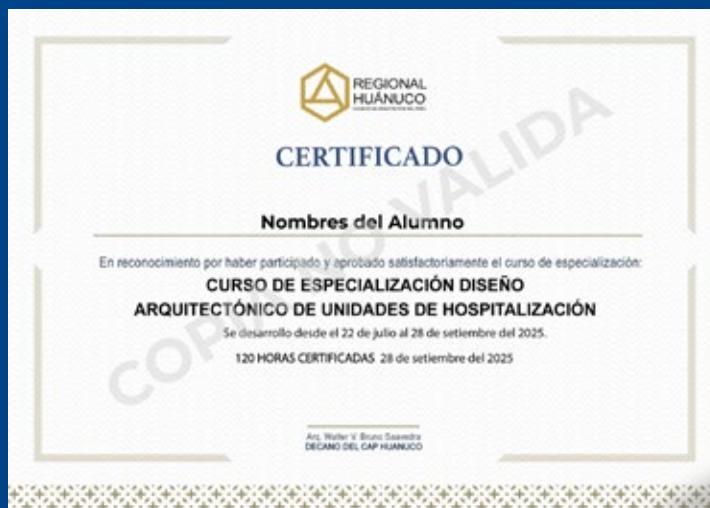 REGIONAL
HUÁNUCO
CERTIFICADO
COPIA NO VALIDA
Nombres del Alumno
En reconocimiento por haber participado y aprobado satisfactoriamente el curso de especialización:
CURSO DE ESPECIALIZACIÓN DISEÑO
ARQUITECTÓNICO DE UNIDADES DE HOSPITALIZACIÓN
Se desarrollo desde el 22 de julio al 28 de setiembre del 2025.
120 HORAS CERTIFICADAS 28 de setiembre del 2025
Arq. Walter V. Bruno Saavedra
DECANO DEL CAP HUANUCO